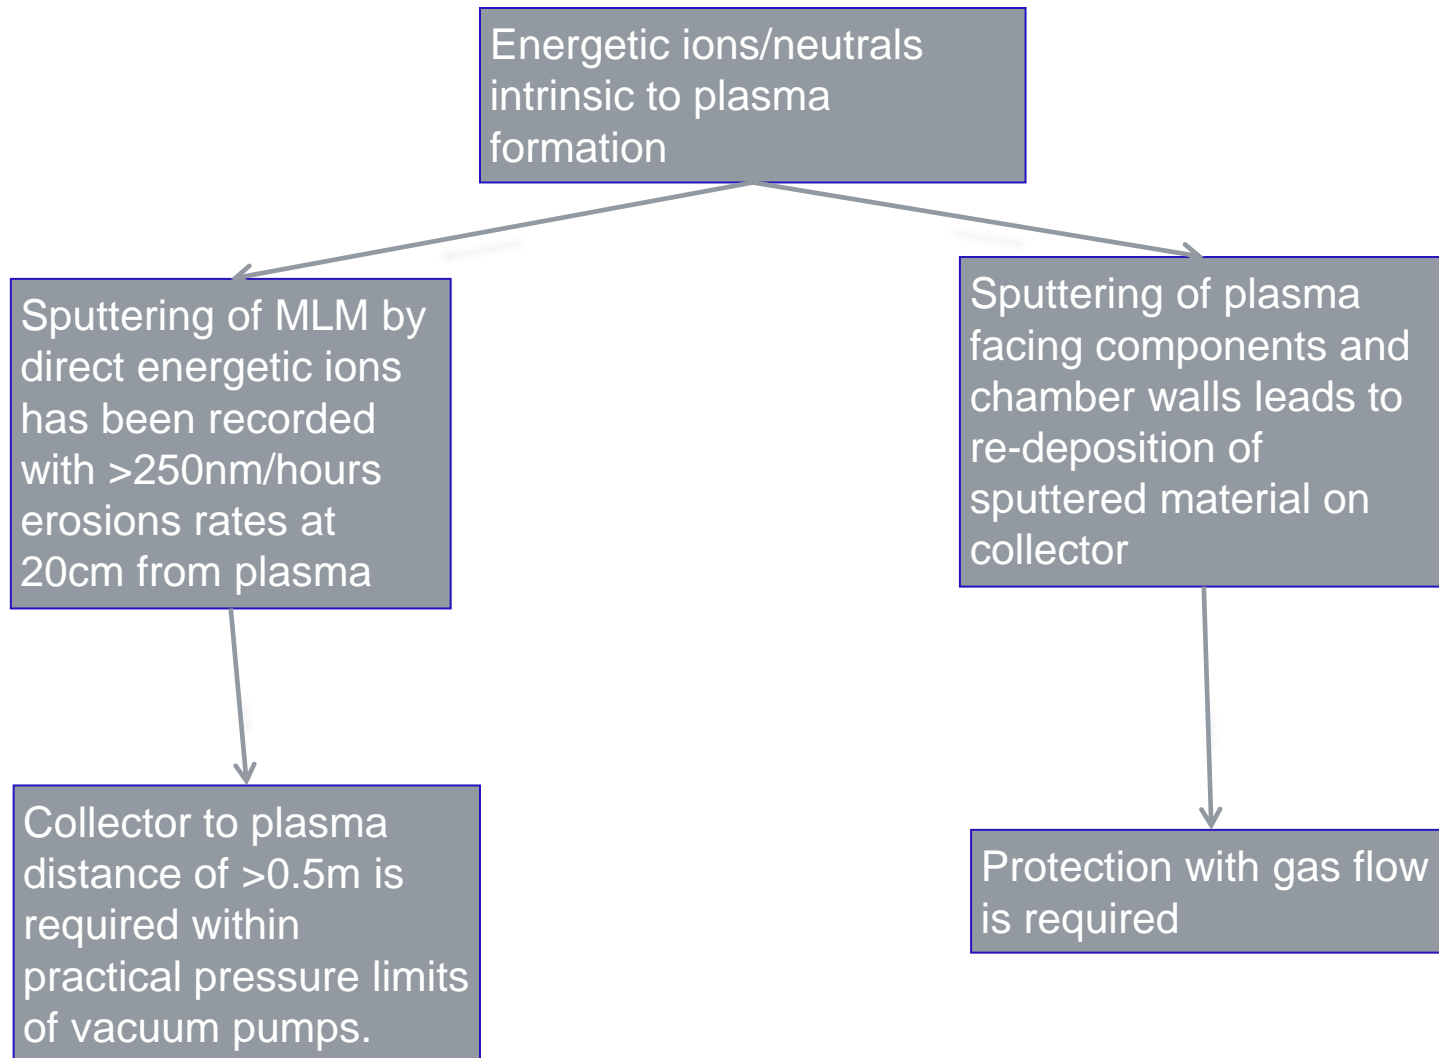 Energetic ions/neutrals
intrinsic to plasma
formation
Sputtering of MLM by
direct energetic ions
has been recorded
with >250nm/hours
erosions rates at
20cm from plasma
Sputtering of plasma
facing components and
chamber walls leads to
re-deposition of
sputtered material on
collector
Collector to plasma
distance of >0.5m is
required within
practical pressure limits
of vacuum pumps.
Protection with gas flow
is required